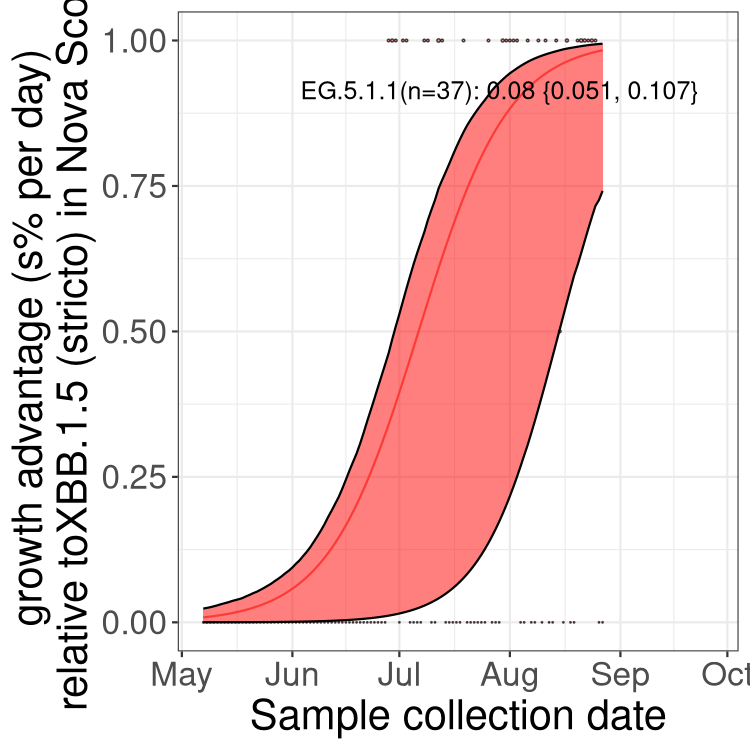 growth advantage (s% per day)
relative toXBB.1.5 (stricto) in Nova Sco
1.00
0.75
0.50
0.25
0.00
EG.5.1.1(n=37): 0.08 {0.051, 0.107}
May Jun Jul Aug Sep Oct
Sample collection date